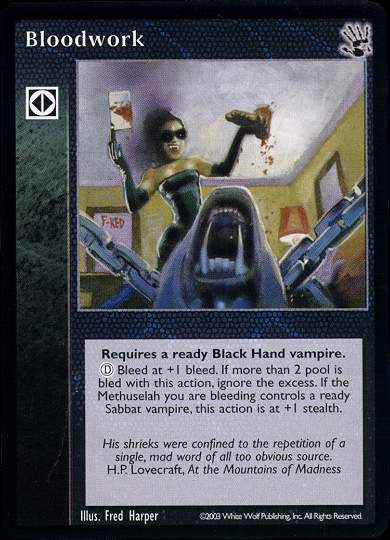 Bloodwork
F-RED
Requires a ready Black Hand vampire.
Ⓓ Bleed at +1 bleed. If more than 2 pool is
bled with this action, ignore the excess. If the
Methuselah you are bleeding controls a ready
Sabbat vampire, this action is at +1 stealth.
His shrieks were confined to the repetition of a
single, mad word of all too obvious source.
H.P. Lovecraft, At the Mountains of Madness
Illus. Fred Harper
©2003 White Wolf Publishing, Inc. All Rights Reserved.